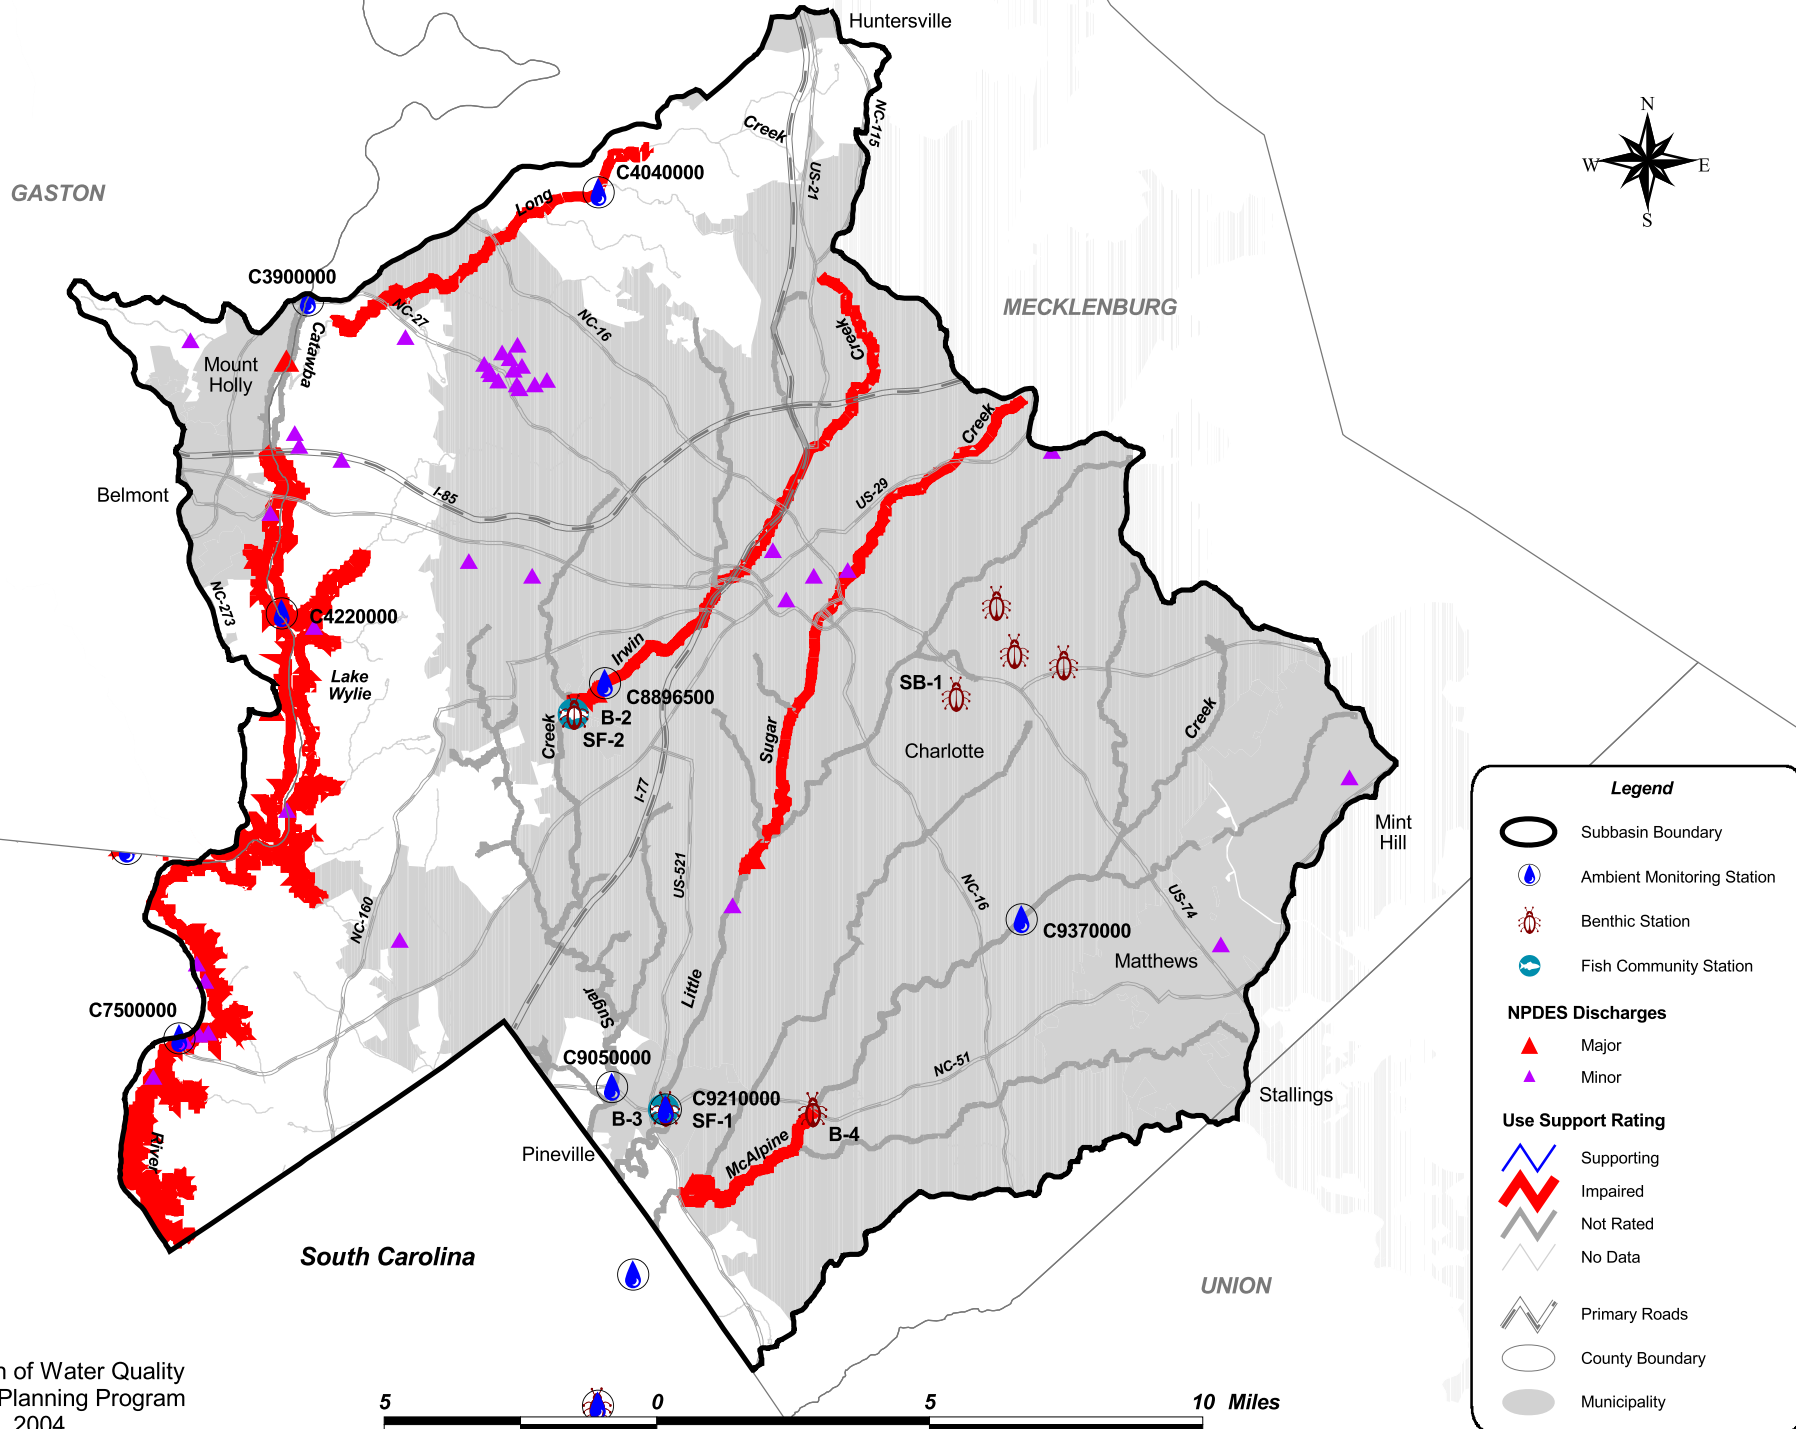 Huntersville
NC-115
Creek
US-21
C4040000
Long
GASTON
N
W
E
S
C3900000
Catawba
NC-27
NC-16
MECKLENBURG
Creek
Mount
Holly
Creek
Belmont
I-85
US-29
NC-273
C4220000
Lake
Wylie
Irwin
C8896500
B-2
SF-2
Creek
SB-1
Sugar
Charlotte
Creek
I-77
US-521
NC-16
US-74
Mint
Hill
NC-160
C9370000
Matthews
Little
Sugar
C7500000
C9050000
NC-51
C9210000
B-3
SF-1
Stallings
Pineville
McAlpine
B-4
River
South Carolina
UNION
Legend
Subbasin Boundary
Ambient Monitoring Station
Benthic Station
Fish Community Station
NPDES Discharges
Major
Minor
Use Support Rating
Supporting
Impaired
Not Rated
No Data
Primary Roads
County Boundary
Municipality
of Water Quality
Planning Program
2004
5 0 5 10 Miles